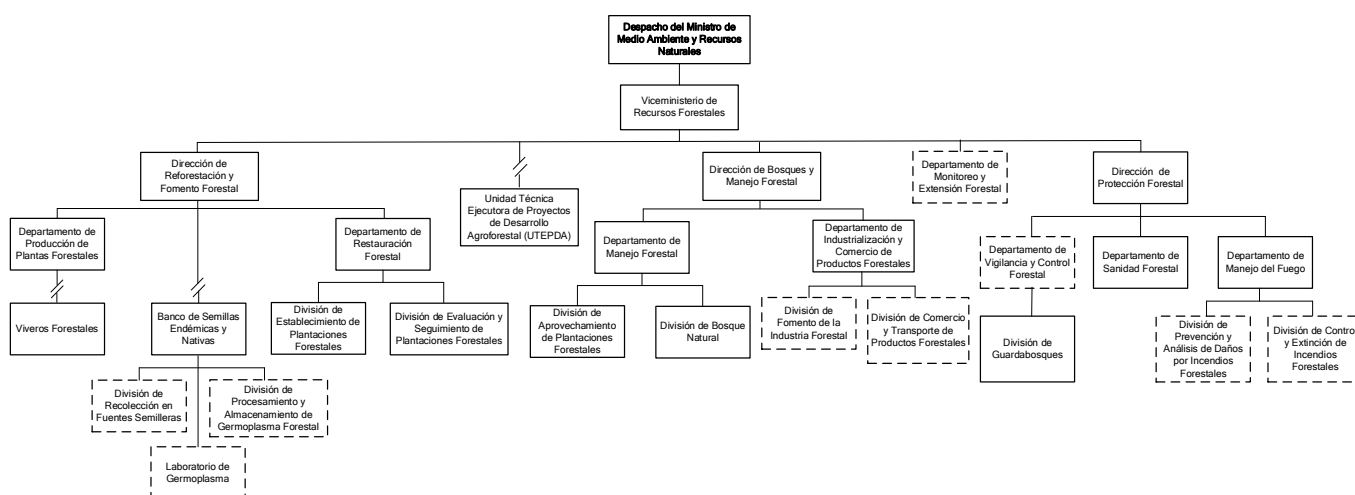 Despacho del Ministro de
Medio Ambiente y Recursos
Naturales
Viceministerio de
Recursos Forestales
Dirección de
Reforestación y
Fomento Forestal
Unidad Técnica
Ejecutora de Proyectos
de Desarrollo
Agroforestal (UTEPDA)
Dirección de Bosques y
Manejo Forestal
Departamento de
Monitoreo y
Extensión Forestal
Dirección de
Protección Forestal
Departamento de
Producción de
Plantas Forestales
Departamento de
Restauración
Forestal
Departamento de
Manejo Forestal
Departamento de
Industrialización y
Comercio de
Productos Forestales
Departamento de
Vigilancia y Control
Forestal
Departamento de
Sanidad Forestal
Departamento de
Manejo del Fuego
Viveros Forestales
Banco de Semillas
Endémicas y
Nativas
División de
Establecimiento de
Plantaciones
Forestales
División de Evaluación y
Seguimiento de
Plantaciones Forestales
División de
Aprovechamiento
de Plantaciones
Forestales
División de Bosque
Natural
División de
Fomento de la
Industria Forestal
División de Comercio
y Transporte de
Productos Forestales
División de
Guardabosques
División de
Prevención y
Análisis de Daños
por Incendios
Forestales
División de Control
y Extinción de
Incendios
Forestales
División de
Recolección en
Fuentes Semilleras
División de
Procesamiento y
Almacenamiento de
Germoplasma Forestal
Laboratorio de
Germoplasma